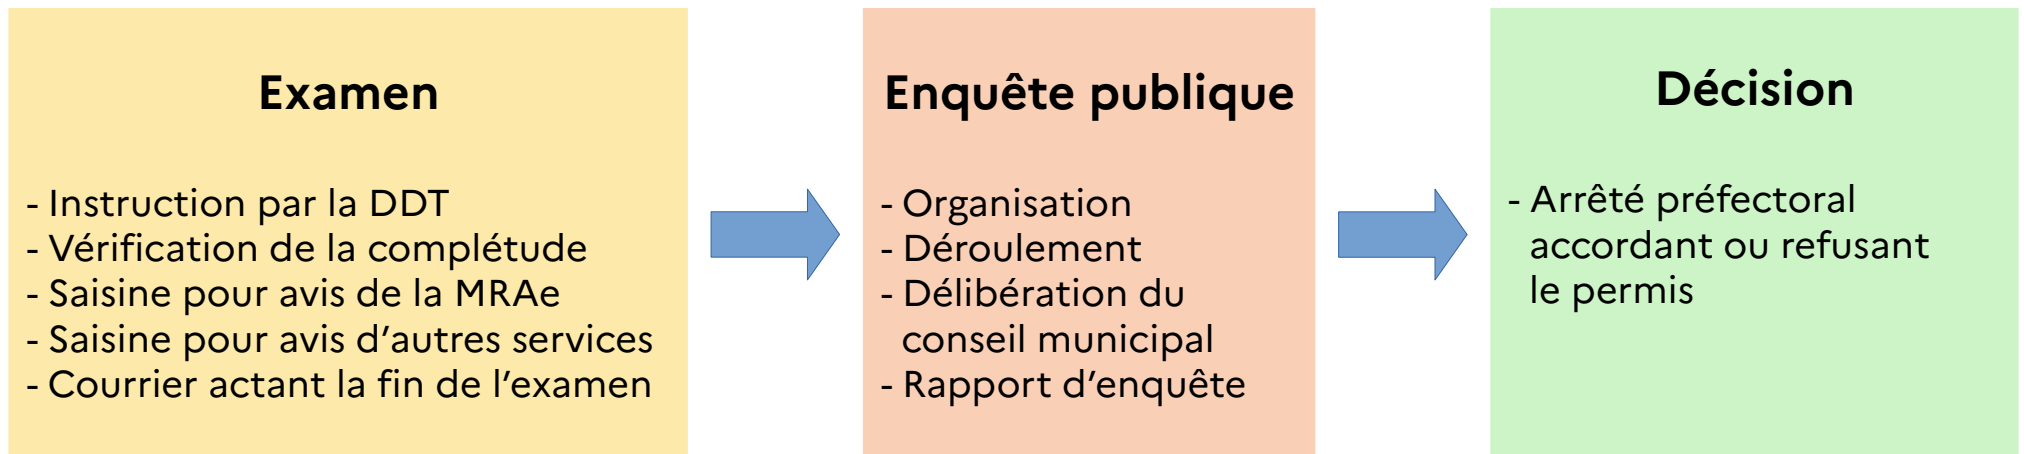 Examen
- Instruction par la DDT
- Vérification de la complétude
- Saisine pour avis de la MRAe
- Saisine pour avis d’autres services
- Courrier actant la fin de l’examen
Enquête publique
- Organisation
- Déroulement
- Délibération du
conseil municipal
- Rapport d’enquête
Décision
- Arrêté préfectoral
accordant ou refusant
le permis